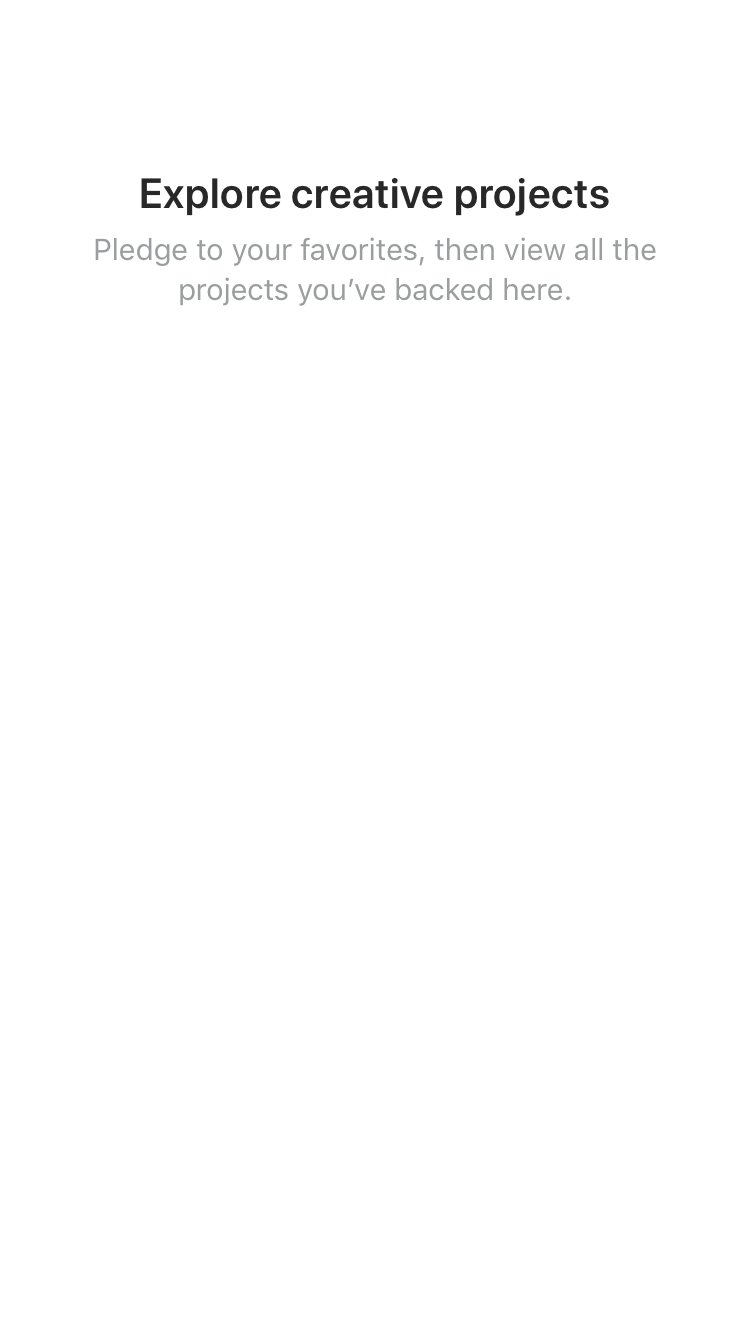 Explore creative projects
Pledge to your favorites, then view all the
projects you’ve backed here.